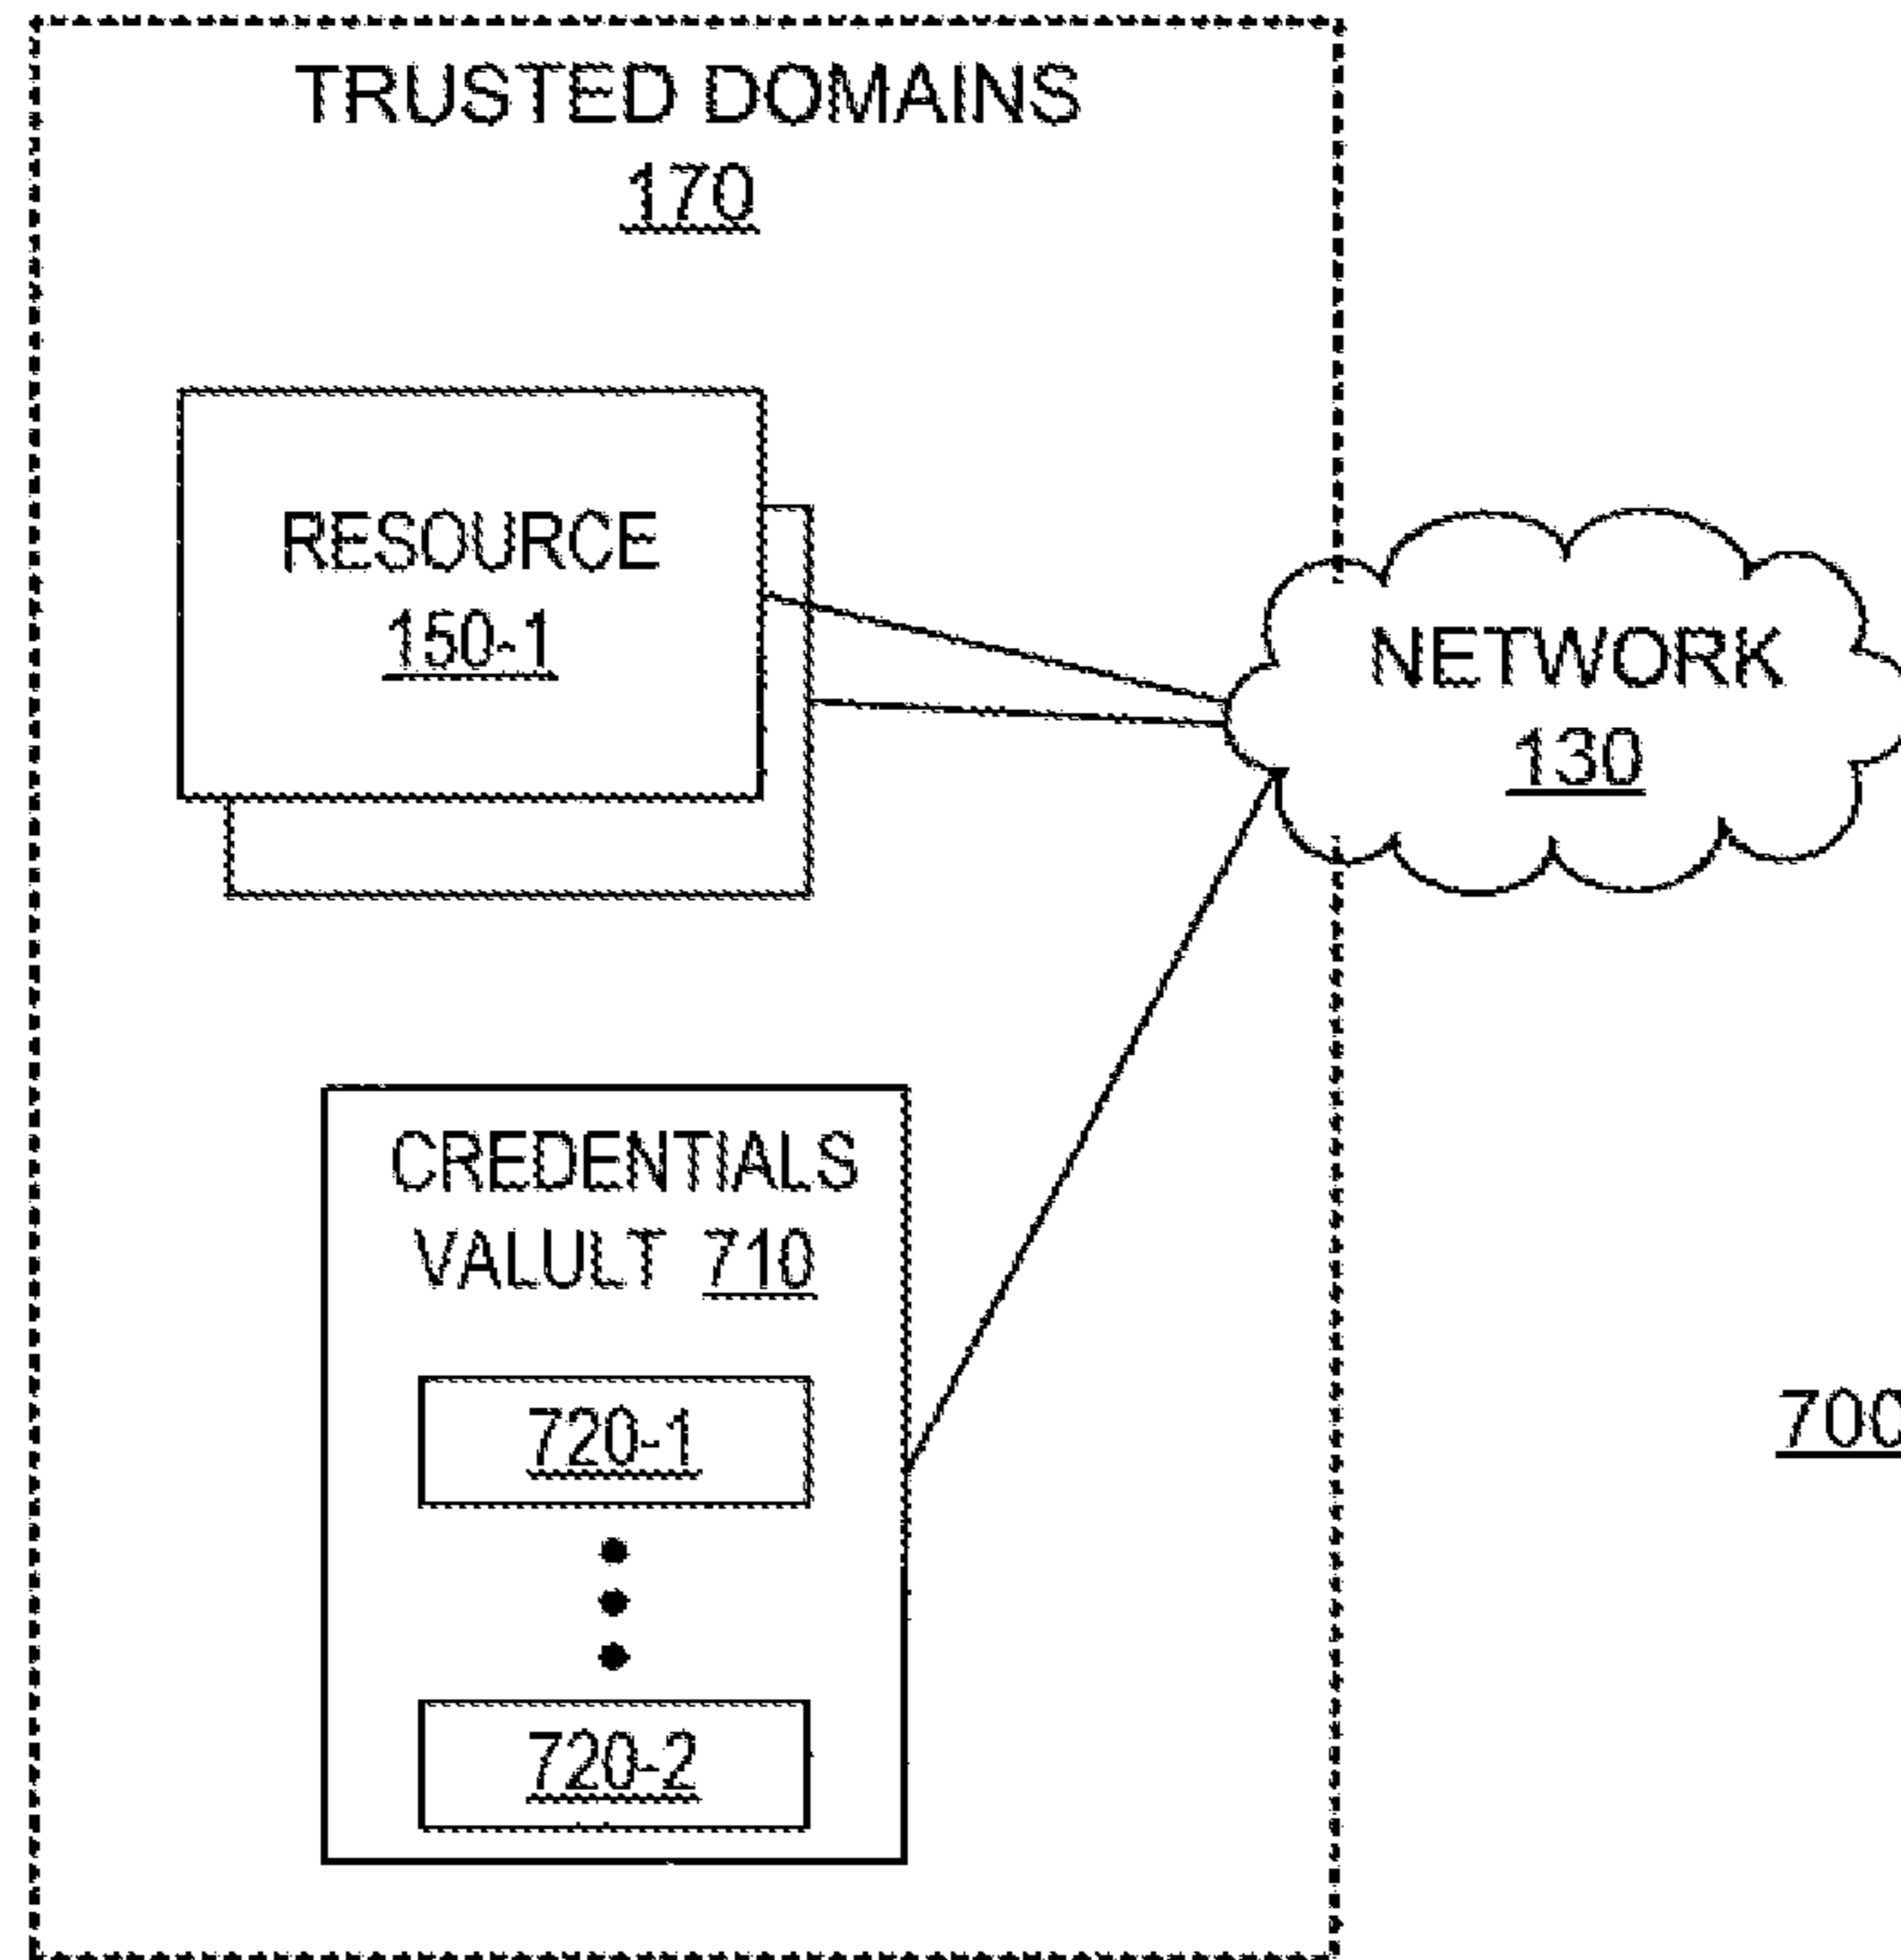 TRUSTED DOMAINS
170
RESOURCE
150-1
NETWORK
130
CREDENTIALS
VALULT 710
720-1
720-2
700